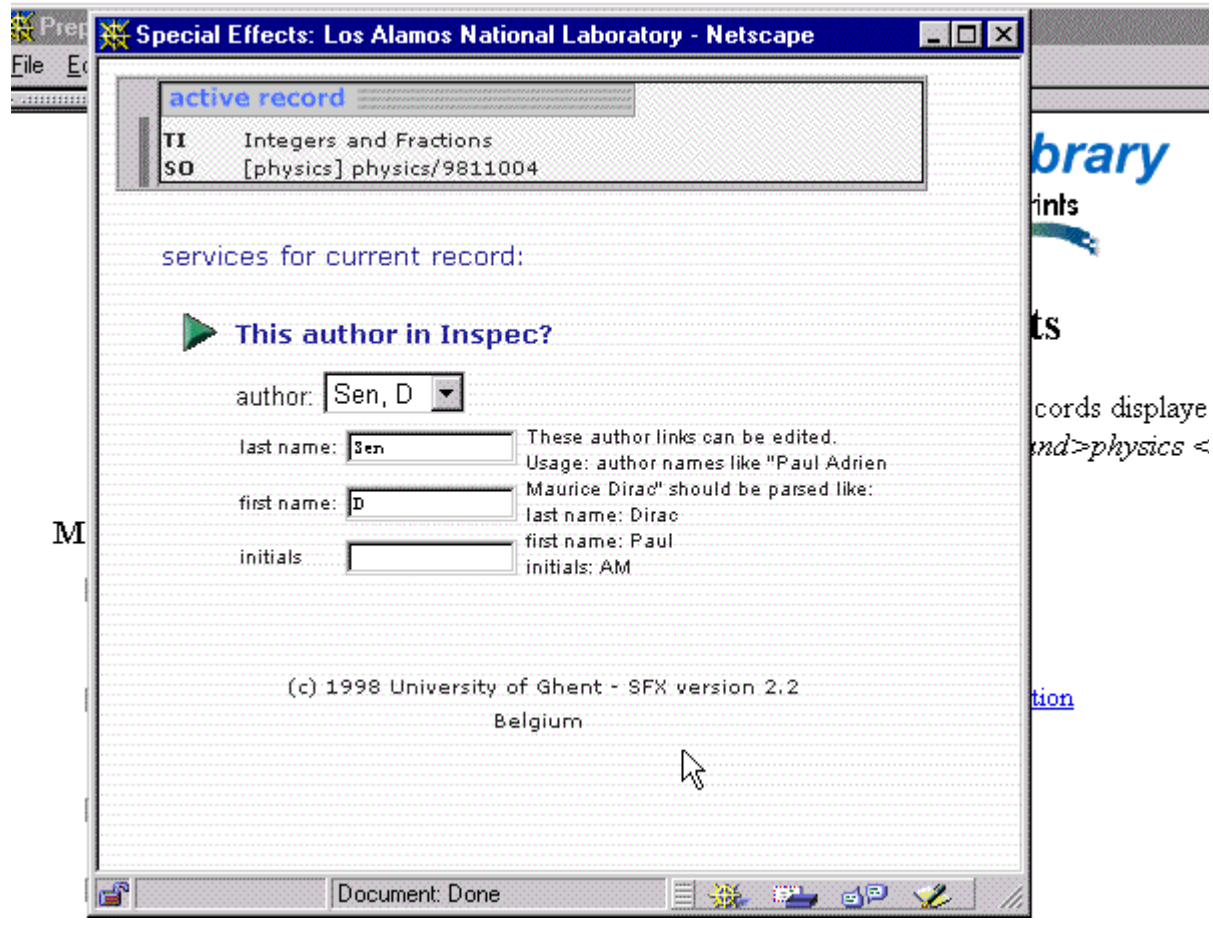 Special Effects: Los Alamos National Laboratory - Netscape
File
active record
TI Integers and Fractions
SO [physics] physics/9811004
brary
rints
services for current record:
This author in Inspec?
ts
author: Sen, D
cords displaye
last name: Sen
These author links can be edited.
Usage: author names like "Paul Adrien
Maurice Dirac" should be parsed like:
last name: Dirac
first name: Paul
initials: AM
and>physics <
first name: D
M
initials
(c) 1998 University of Ghent - SFX version 2.2
Belgium
tion
Document: Done